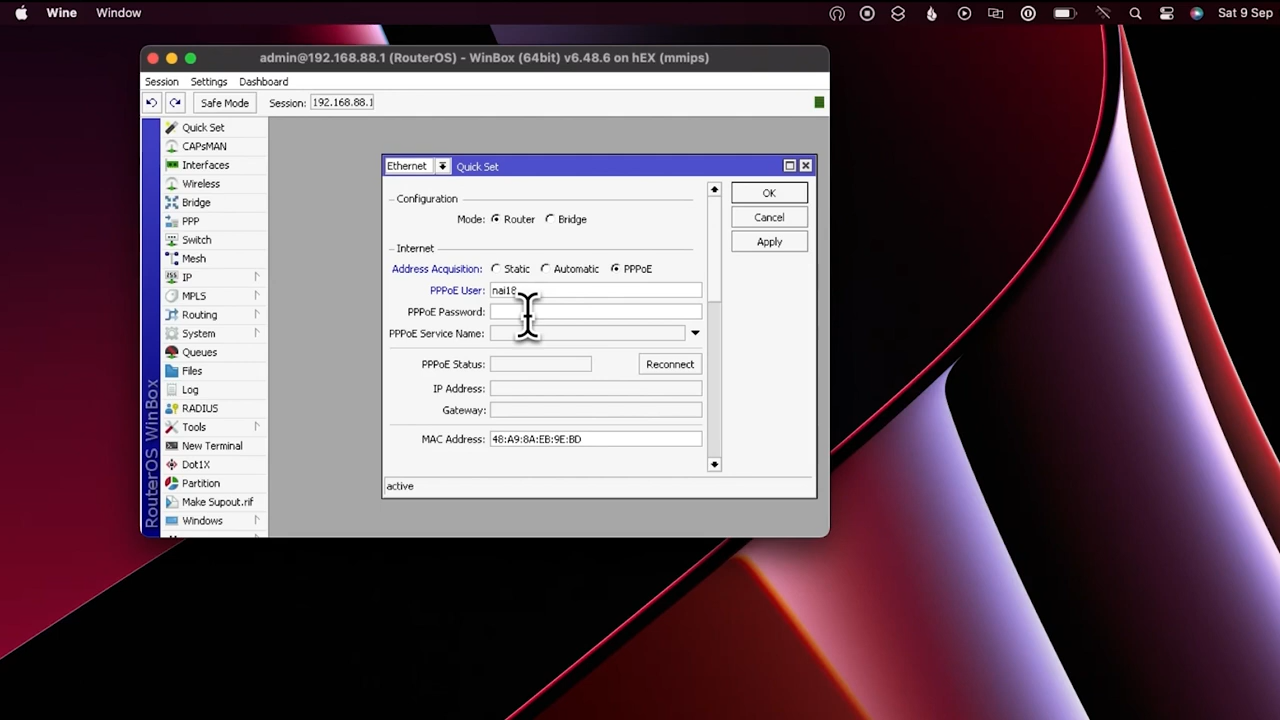 Wine Window Sat 9 Sep
admin@192.168.88.1 (RouterOS) - WinBox (64bit) v6.48.6 on hEX (mmips)
Session Settings Dashboard
Safe Mode Session: 192.168.88.1
Quick Set
CAPsMAN
Interfaces
Wireless
Bridge
PPP
Switch
Mesh
IP
MPLS
Routing
System
Queues
Files
Log
RADIUS
Tools
New Terminal
Dot1X
Partition
Make Supout.rif
Windows
RouterOS WinBox
Ethernet Quick Set
Configuration
Mode: Router Bridge
Internet
Address Acquisition: Static Automatic PPPoE
PPPoE User: nai18
PPPoE Password:
PPPoE Service Name:
PPPoE Status: Reconnect
IP Address:
Gateway:
MAC Address: 48:A9:8A:EB:9E:BD
OK
Cancel
Apply
active